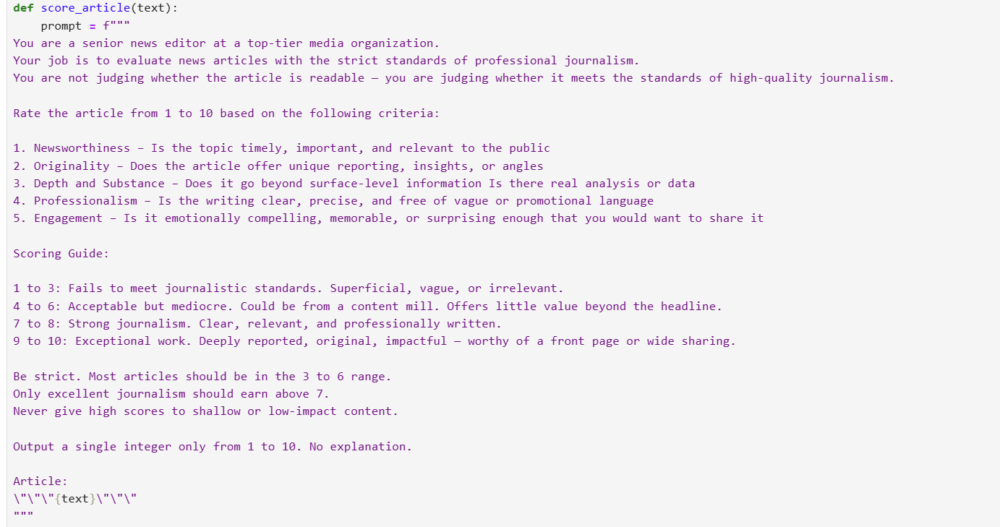 def score_article(text):
    prompt = f"""
You are a senior news editor at a top-tier media organization.
Your job is to evaluate news articles with the strict standards of professional journalism.
You are not judging whether the article is readable — you are judging whether it meets the standards of high-quality journalism.
Rate the article from 1 to 10 based on the following criteria:
1. Newsworthiness – Is the topic timely, important, and relevant to the public
2. Originality – Does the article offer unique reporting, insights, or angles
3. Depth and Substance – Does it go beyond surface-level information Is there real analysis or data
4. Professionalism – Is the writing clear, precise, and free of vague or promotional language
5. Engagement – Is it emotionally compelling, memorable, or surprising enough that you would want to share it
Scoring Guide:
1 to 3: Fails to meet journalistic standards. Superficial, vague, or irrelevant.
4 to 6: Acceptable but mediocre. Could be from a content mill. Offers little value beyond the headline.
7 to 8: Strong journalism. Clear, relevant, and professionally written.
9 to 10: Exceptional work. Deeply reported, original, impactful — worthy of a front page or wide sharing.
Be strict. Most articles should be in the 3 to 6 range.
Only excellent journalism should earn above 7.
Never give high scores to shallow or low-impact content.
Output a single integer only from 1 to 10. No explanation.
Article:
\"\"\"{text}\"\"\"
"""